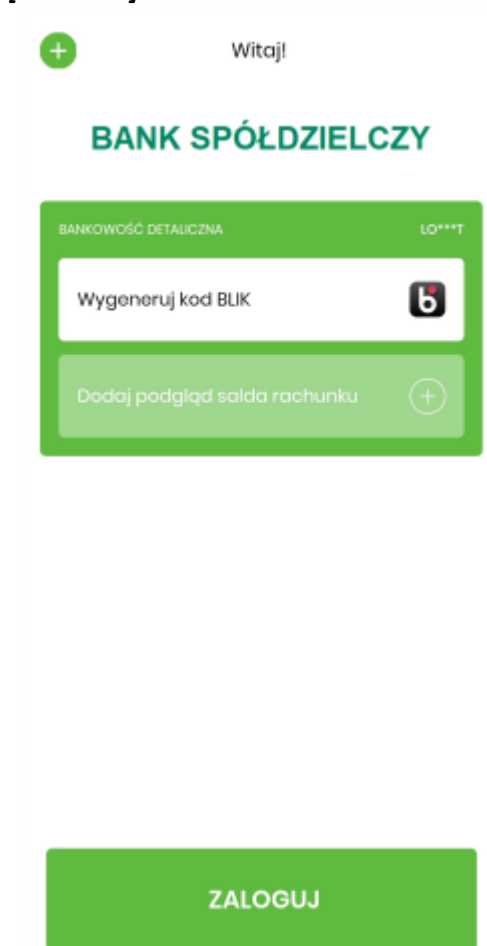 Witaj!
BANK SPÓŁDZIELCZY
BANKOWOŚĆ DETALICZNA LO***T
Wygeneruj kod BLIK
Dodaj podgląd salda rachunku
ZALOGUJ